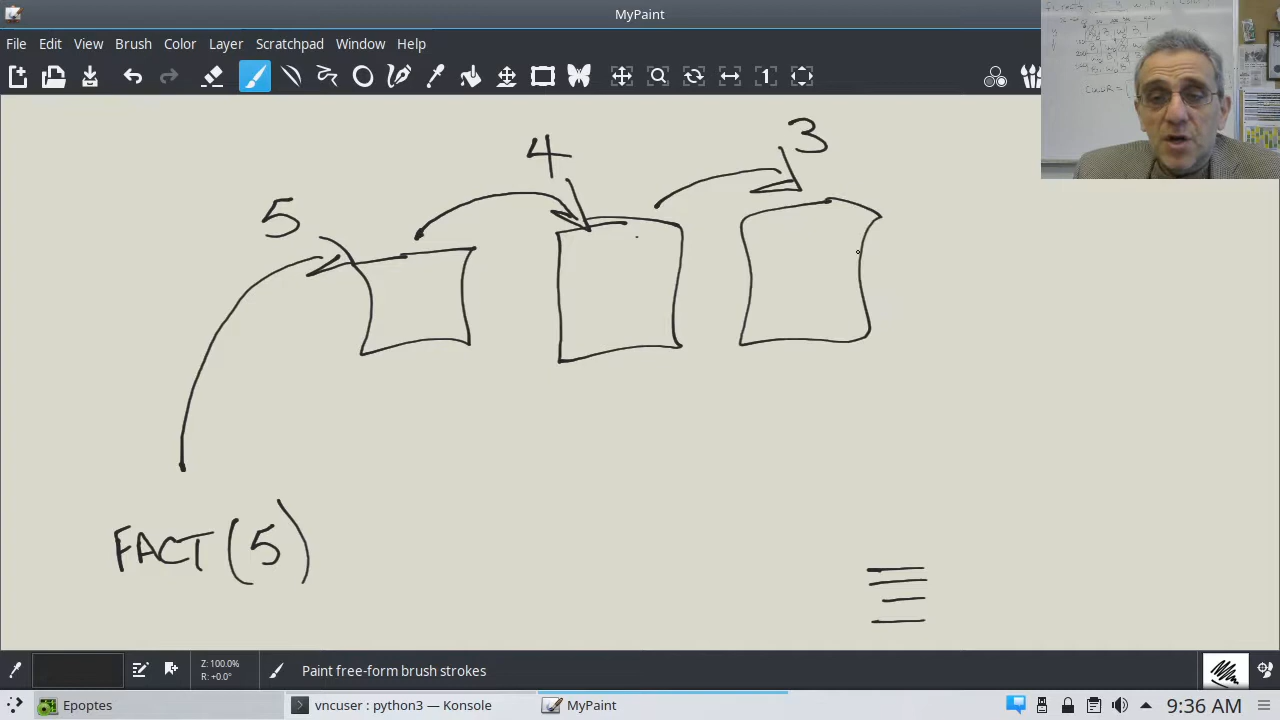 MyPaint
File Edit View Brush Color Layer Scratchpad Window Help
3
4
5
FACT(5)
Z: 100.0%
R: +0.0°
Paint free-form brush strokes
Epoptes
vncuser : python3 — Konsole
MyPaint
9:36 AM